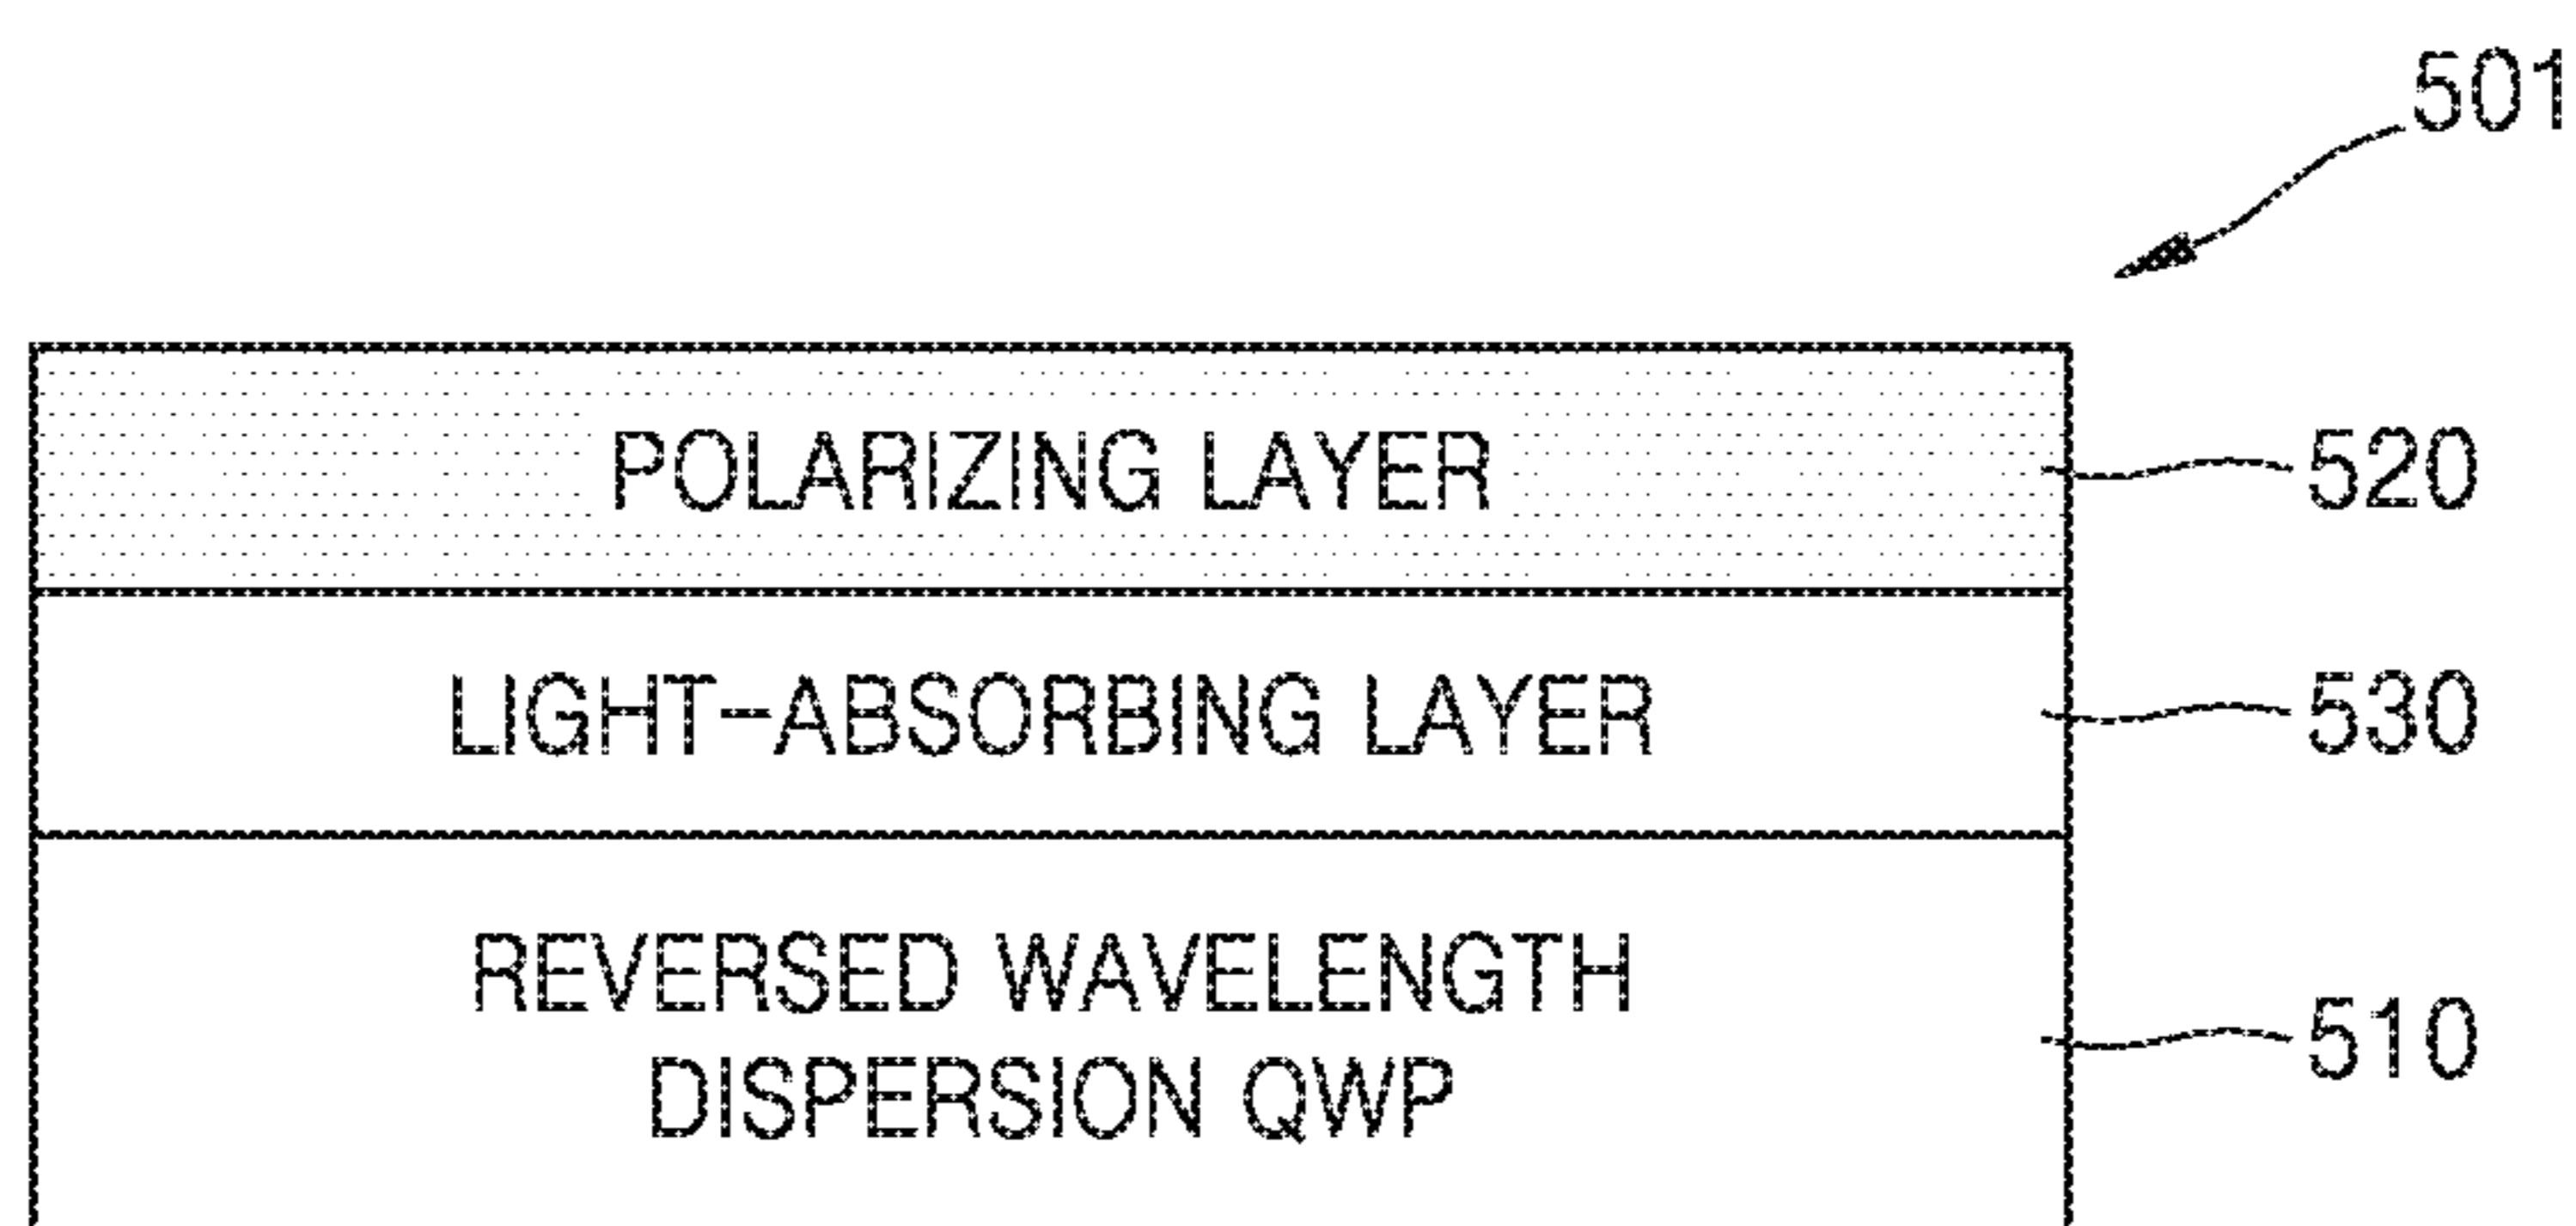 501
POLARIZING LAYER
520
LIGHT-ABSORBING LAYER
530
REVERSED WAVELENGTH
DISPERSION QWP
510